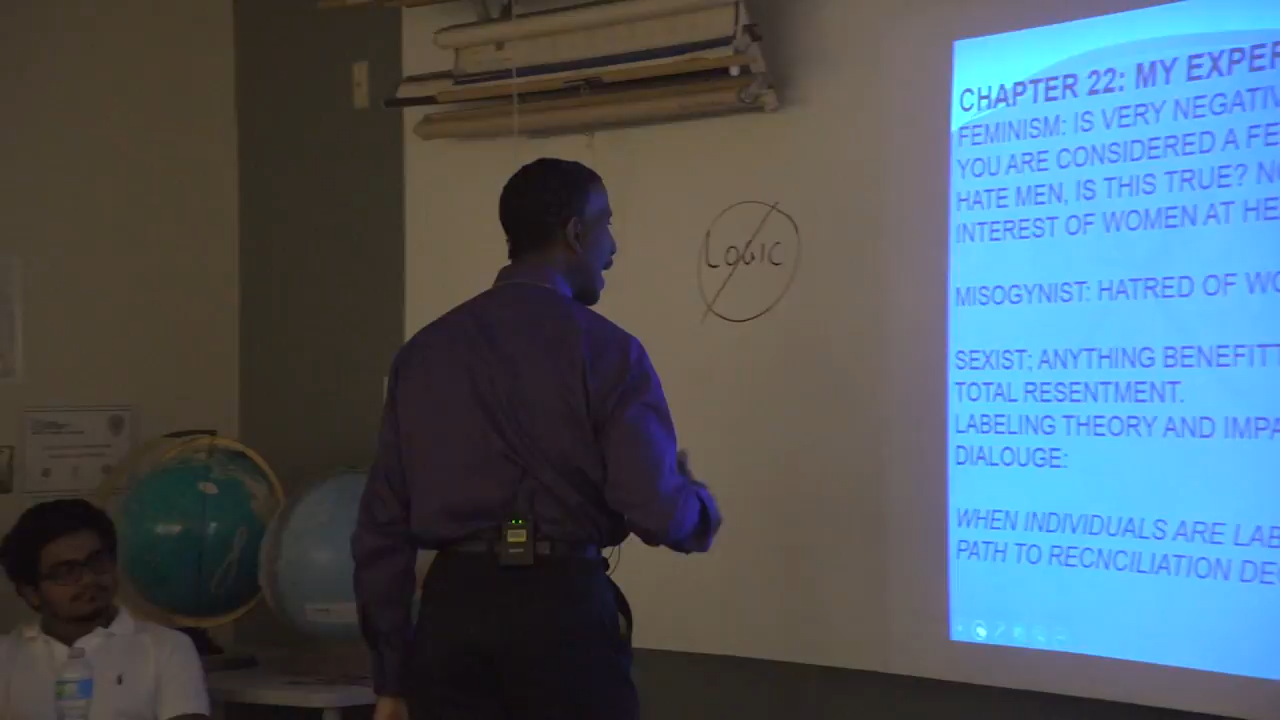 LOGIC
CHAPTER 22: MY EXPER
FEMINISM: IS VERY NEGATIV
YOU ARE CONSIDERED A FE
HATE MEN, IS THIS TRUE? NO
INTEREST OF WOMEN AT HE
MISOGYNIST: HATRED OF WO
SEXIST; ANYTHING BENEFITT
TOTAL RESENTMENT.
LABELING THEORY AND IMPA
DIALOUGE:
WHEN INDIVIDUALS ARE LAB
PATH TO RECNCILIATION DE